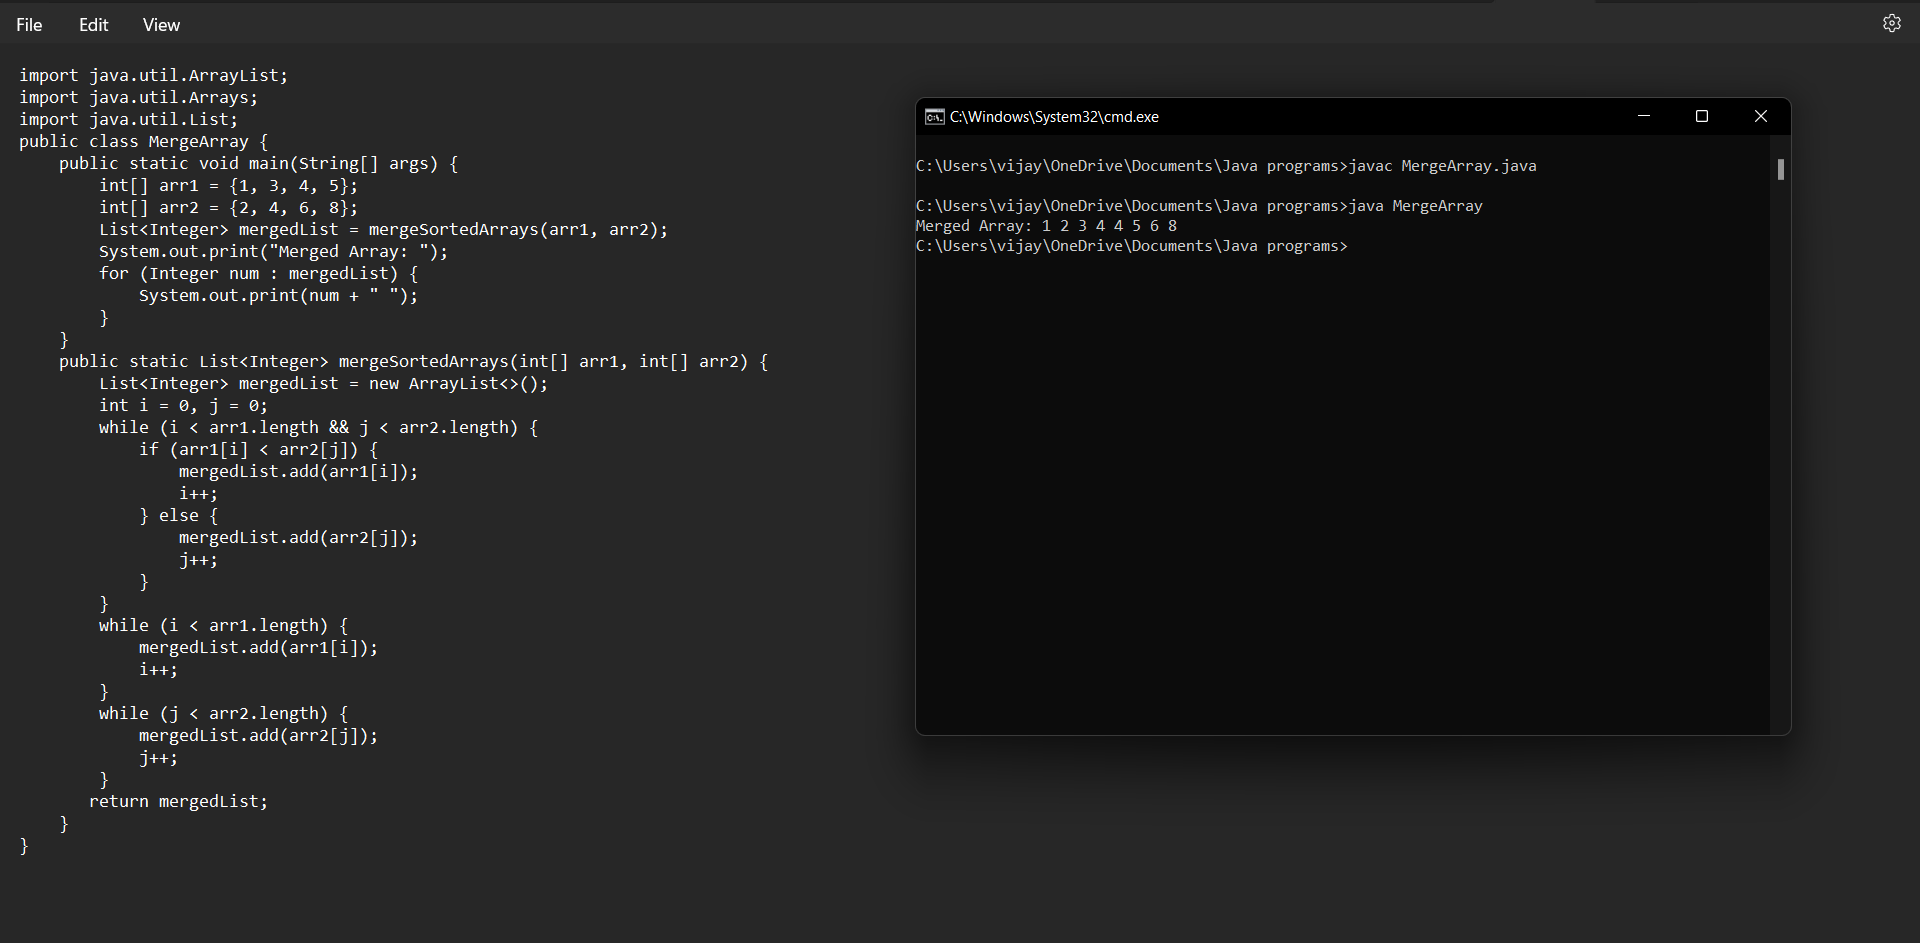 File Edit View
import java.util.ArrayList;
import java.util.Arrays;
import java.util.List;
public class MergeArray {
    public static void main(String[] args) {
        int[] arr1 = {1, 3, 4, 5};
        int[] arr2 = {2, 4, 6, 8};
        List<Integer> mergedList = mergeSortedArrays(arr1, arr2);
        System.out.print("Merged Array: ");
        for (Integer num : mergedList) {
            System.out.print(num + " ");
        }
    }
    public static List<Integer> mergeSortedArrays(int[] arr1, int[] arr2) {
        List<Integer> mergedList = new ArrayList<>();
        int i = 0, j = 0;
        while (i < arr1.length && j < arr2.length) {
            if (arr1[i] < arr2[j]) {
                mergedList.add(arr1[i]);
                i++;
            } else {
                mergedList.add(arr2[j]);
                j++;
            }
        }
        while (i < arr1.length) {
            mergedList.add(arr1[i]);
            i++;
        }
        while (j < arr2.length) {
            mergedList.add(arr2[j]);
            j++;
        }
       return mergedList;
    }
}
C:\Windows\System32\cmd.exe
C:\Users\vijay\OneDrive\Documents\Java programs>javac MergeArray.java
C:\Users\vijay\OneDrive\Documents\Java programs>java MergeArray
Merged Array: 1 2 3 4 4 5 6 8
C:\Users\vijay\OneDrive\Documents\Java programs>